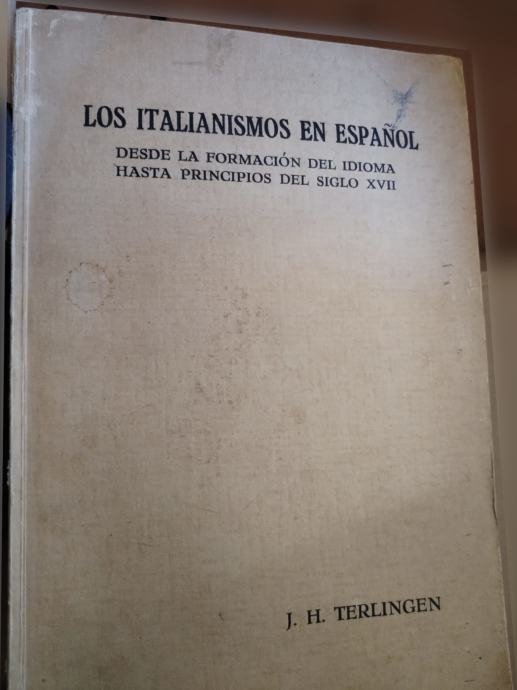 LOS ITALIANISMOS EN ESPAÑOL
DESDE LA FORMACIÓN DEL IDIOMA
HASTA PRINCIPIOS DEL SIGLO XVII
J. H. TERLINGEN